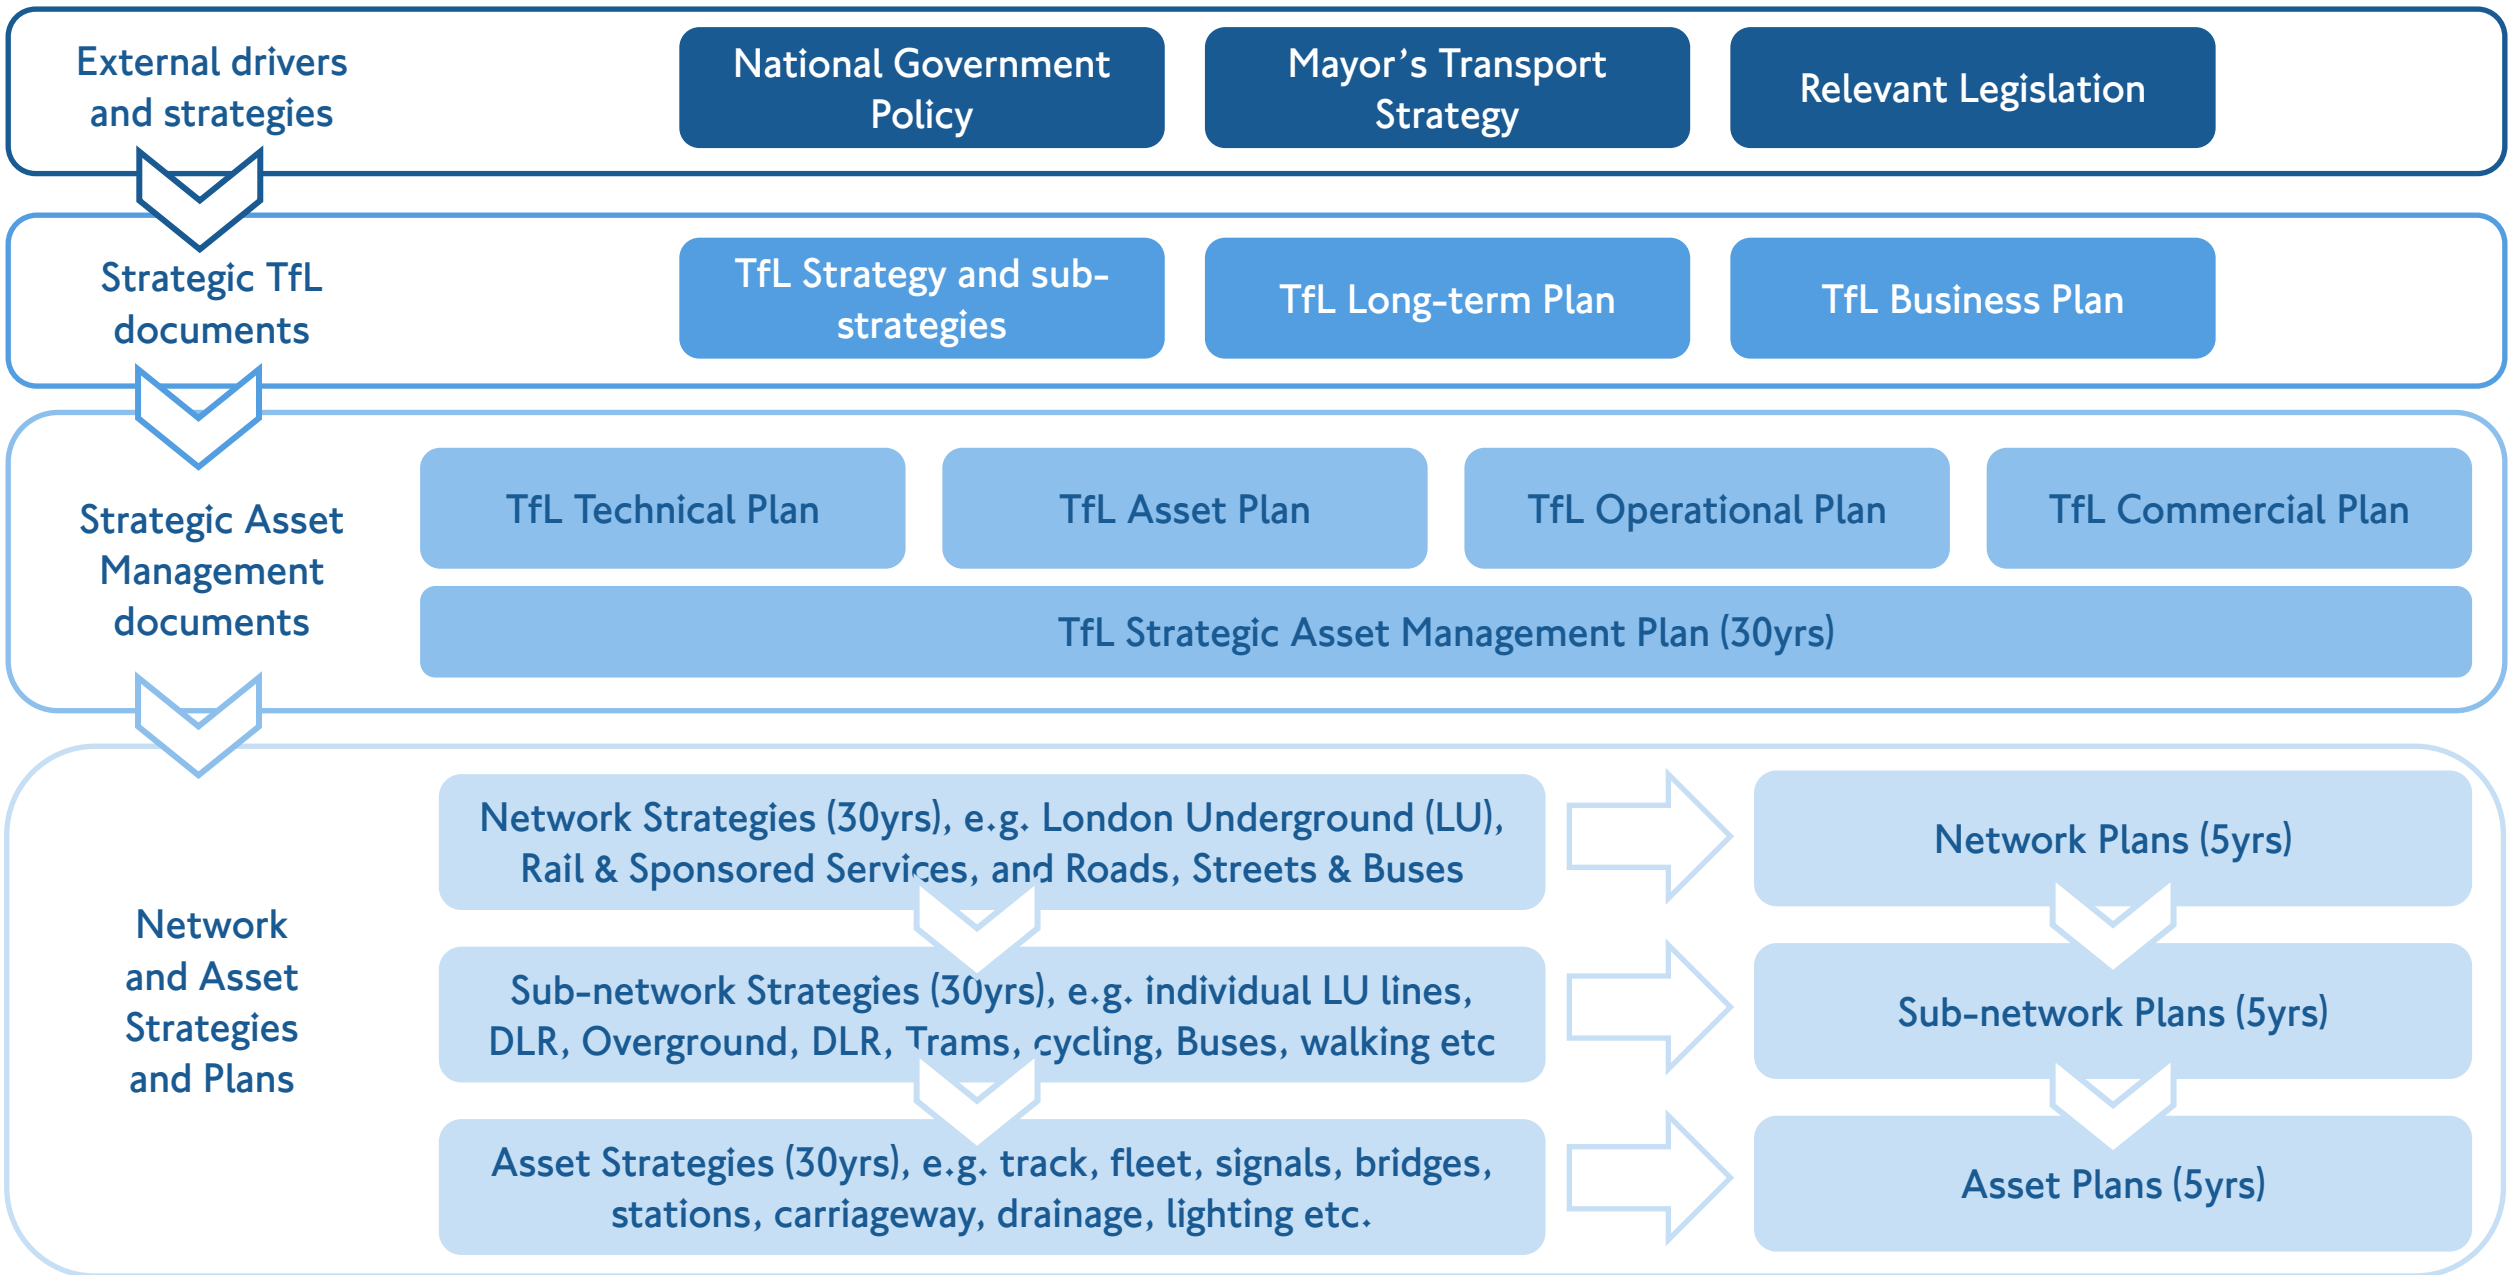 External drivers
and strategies
National Government
Policy
Mayor’s Transport
Strategy
Relevant Legislation
Strategic TfL
documents
TfL Strategy and sub-
strategies
TfL Long-term Plan
TfL Business Plan
Strategic Asset
Management
documents
TfL Technical Plan
TfL Asset Plan
TfL Operational Plan
TfL Commercial Plan
TfL Strategic Asset Management Plan (30yrs)
Network
and Asset
Strategies
and Plans
Network Strategies (30yrs), e.g. London Underground (LU),
Rail & Sponsored Services, and Roads, Streets & Buses
Network Plans (5yrs)
Sub-network Strategies (30yrs), e.g. individual LU lines,
DLR, Overground, DLR, Trams, cycling, Buses, walking etc
Sub-network Plans (5yrs)
Asset Strategies (30yrs), e.g. track, fleet, signals, bridges,
stations, carriageway, drainage, lighting etc.
Asset Plans (5yrs)